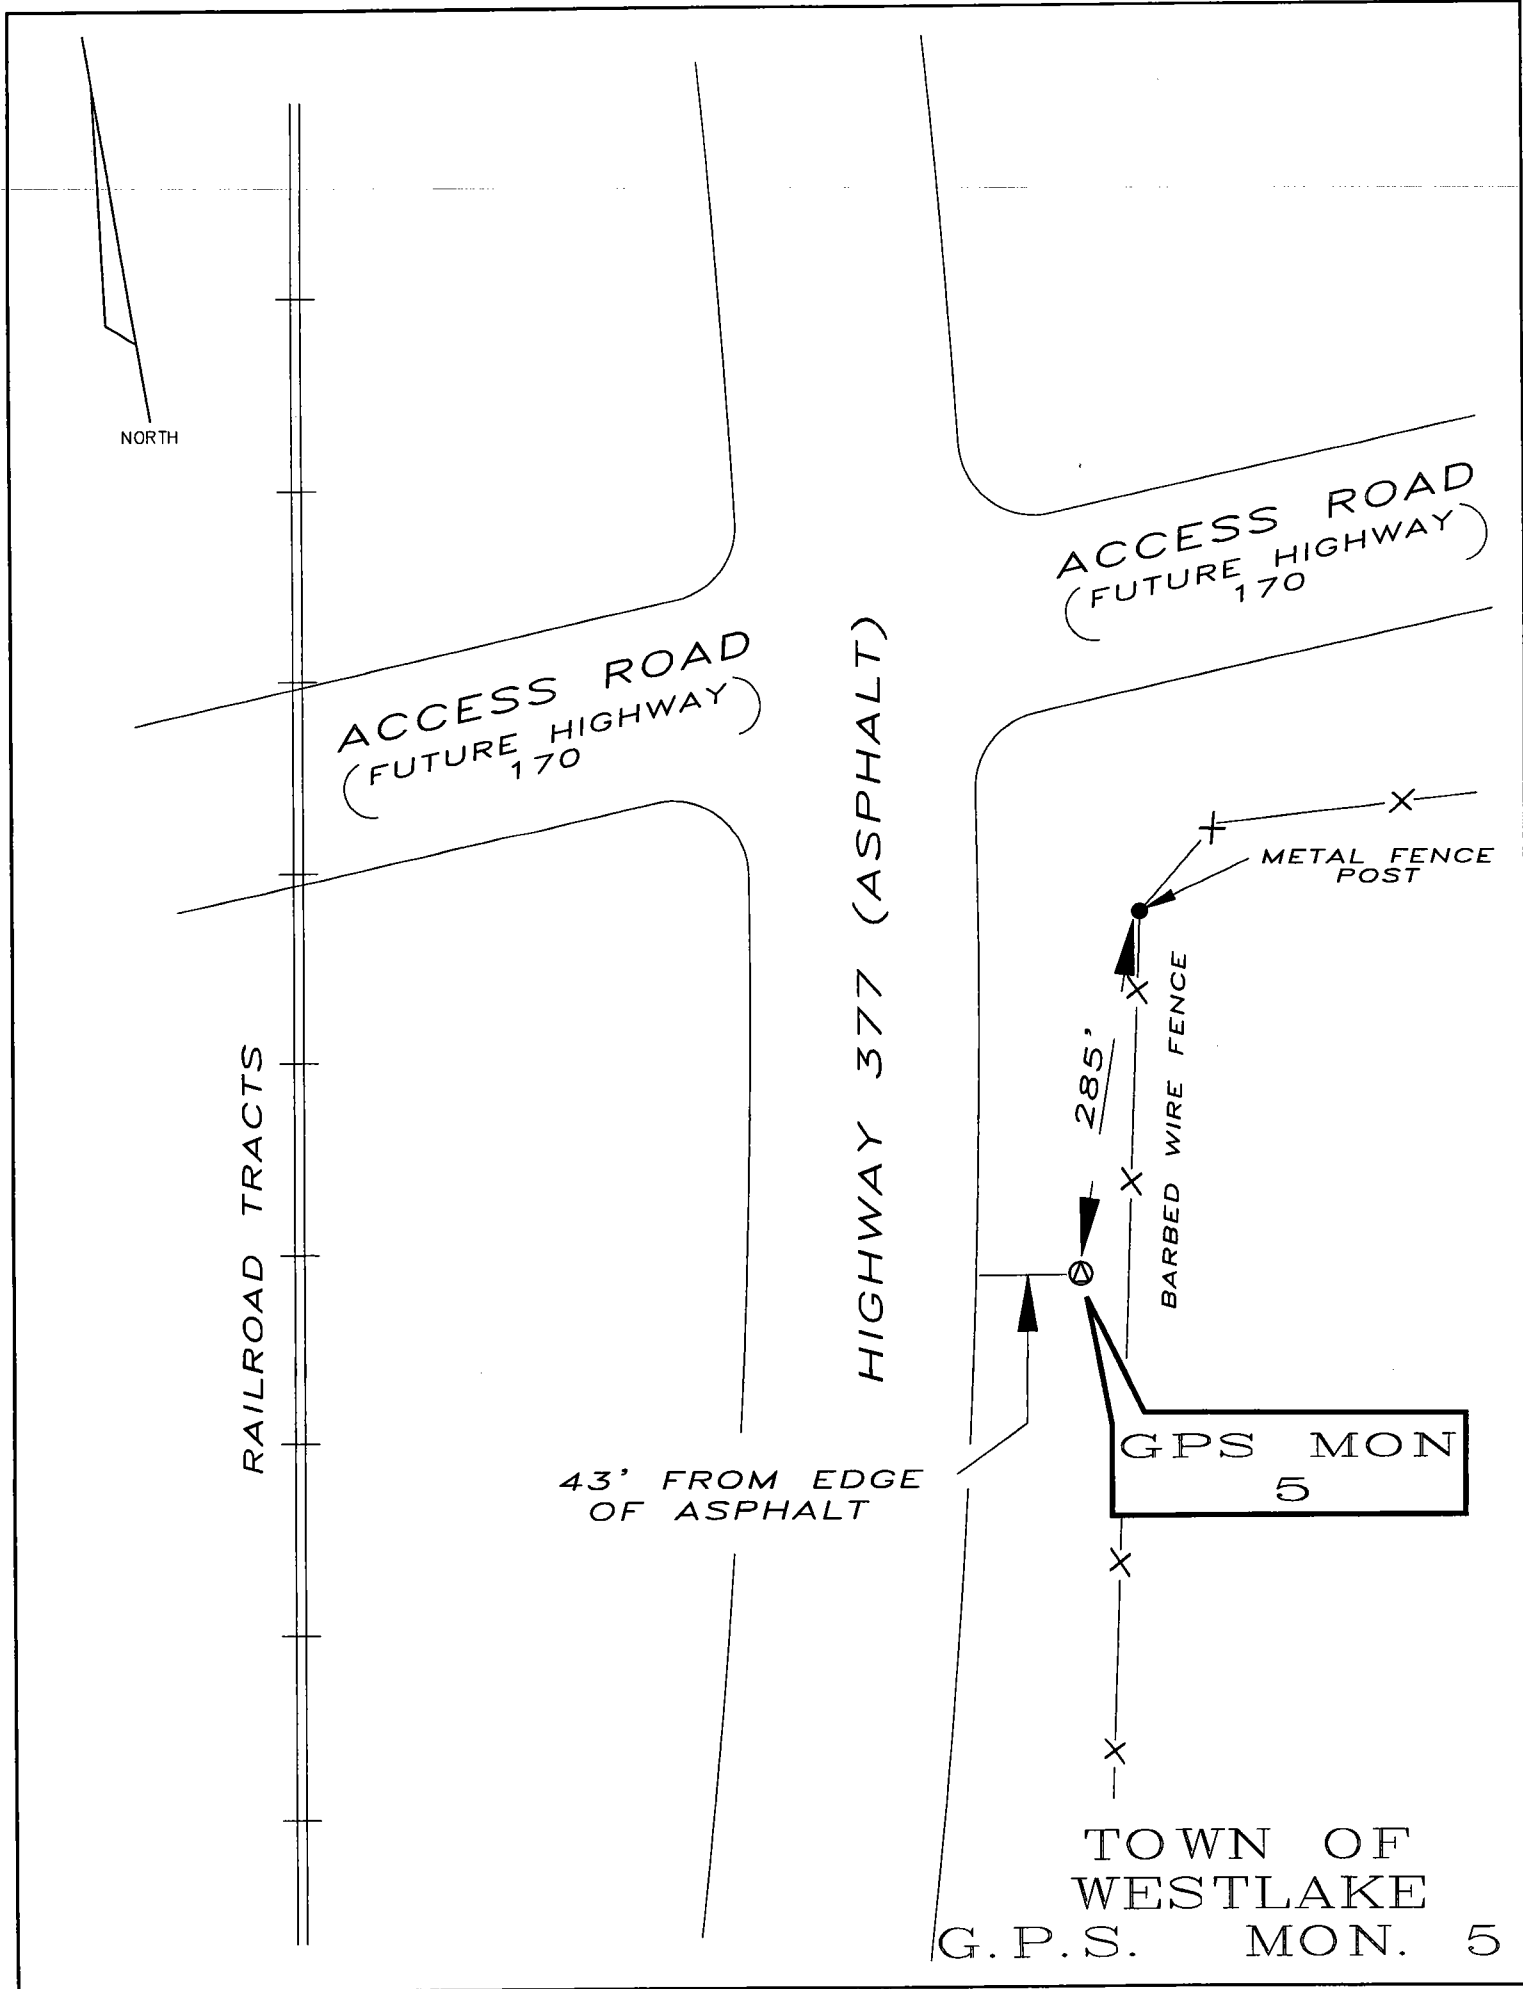 NORTH
ACCESS ROAD
(FUTURE HIGHWAY)
170
ACCESS ROAD
(FUTURE HIGHWAY)
170
HIGHWAY 377 (ASPHALT)
METAL FENCE
POST
285'
BARBED WIRE FENCE
RAILROAD TRACTS
43' FROM EDGE
OF ASPHALT
GPS MON
5
TOWN OF
WESTLAKE
G.P.S. MON. 5